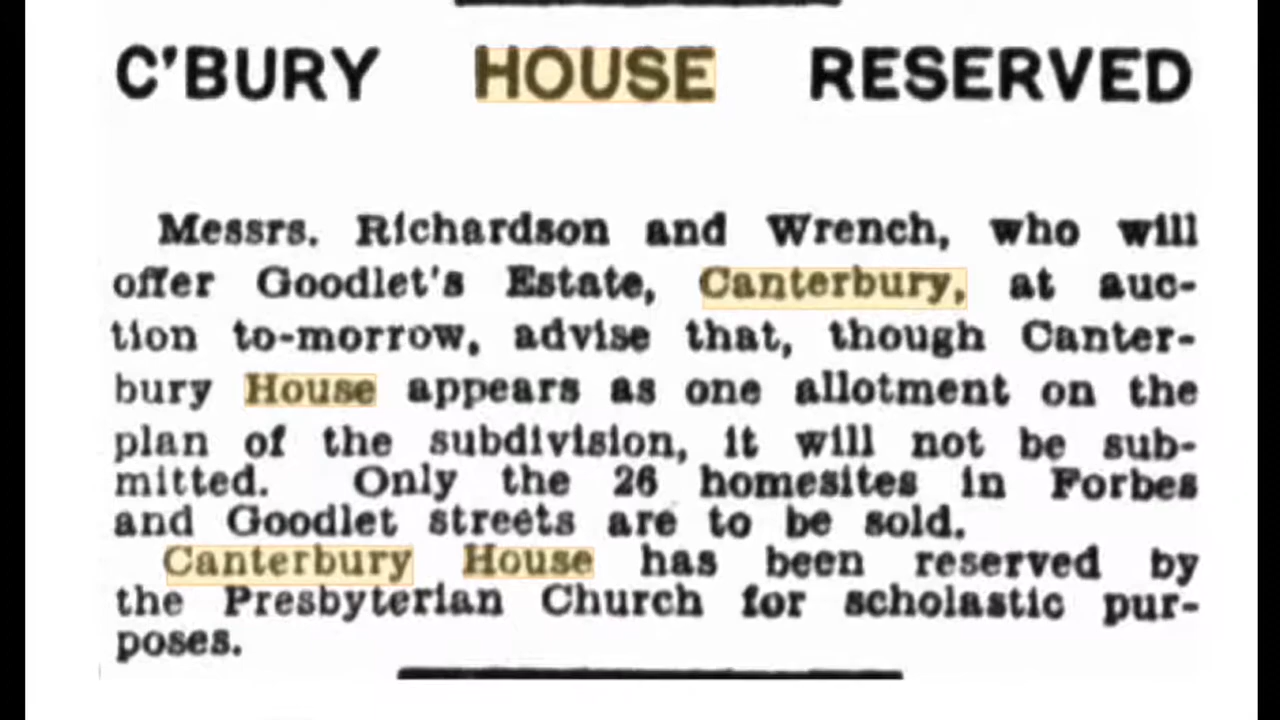 C'BURY HOUSE RESERVED
Messrs. Richardson and Wrench, who will
offer Goodlet's Estate, Canterbury, at auc-
tion to-morrow, advise that, though Canter-
bury House appears as one allotment on the
plan of the subdivision, it will not be sub-
mitted. Only the 26 homesites in Forbes
and Goodlet streets are to be sold.
Canterbury House has been reserved by
the Presbyterian Church for scholastic pur-
poses.